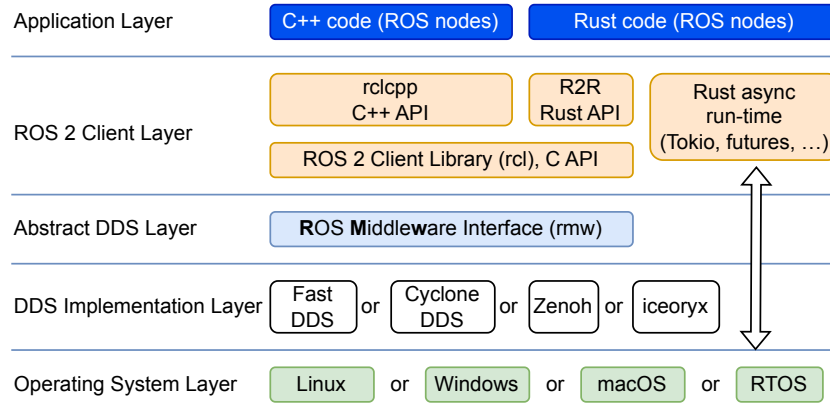 Application Layer
C++ code (ROS nodes)
Rust code (ROS nodes)
ROS 2 Client Layer
rclcpp
C++ API
R2R
Rust API
Rust async
run-time
(Tokio, futures, …)
ROS 2 Client Library (rcl), C API
Abstract DDS Layer
ROS Middleware Interface (rmw)
DDS Implementation Layer
Fast
DDS
or
Cyclone
DDS
or
Zenoh
or
iceoryx
Operating System Layer
Linux
or
Windows
or
macOS
or
RTOS